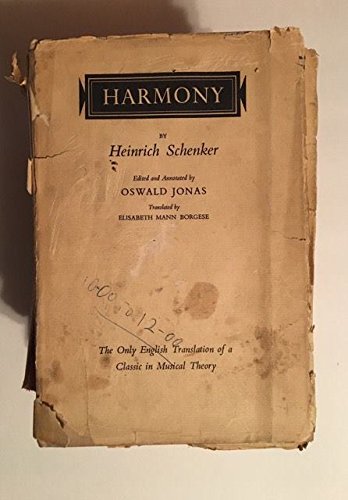 HARMONY
BY
Heinrich Schenker
Edited and Annotated by
OSWALD JONAS
Translated by
ELISABETH MANN BORGESE
The Only English Translation of a
Classic in Musical Theory